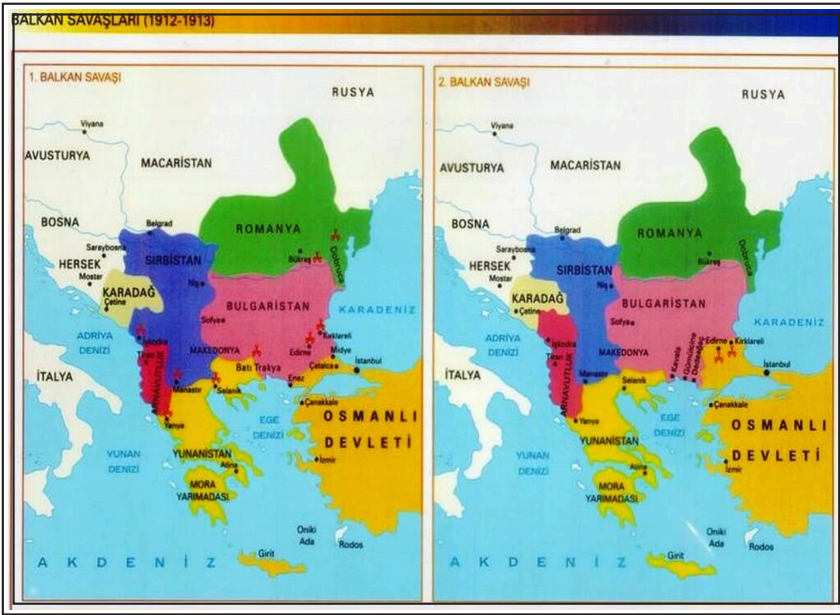 BALKAN SAVAŞLARI (1912-1913)
1. BALKAN SAVAŞI
RUSYA
Viyana
AVUSTURYA
MACARİSTAN
BOSNA
Belgrad
ROMANYA
Saraybosna
SIRBİSTAN
HERSEK
Bükreş
Dobruca
Mostar
KARADAĞ
Niş
Çetine
BULGARİSTAN
KARADENİZ
Sofya
ADRİYA
DENİZİ
İşkodra
Kırklareli
Tiran
MAKEDONYA
Edirne
Midye
İTALYA
ARNAVUTLUK
Batı Trakya
Çatalca
İstanbul
Manastır
Selanik
Enez
Çanakkale
Yanya
EGE
DENİZİ
OSMANLI
DEVLETİ
YUNAN
DENİZİ
YUNANİSTAN
Atina
İzmir
MORA
YARIMADASI
Oniki
Ada
Rodos
Girit
AKDENİZ
2. BALKAN SAVAŞI
RUSYA
Viyana
AVUSTURYA
MACARİSTAN
BOSNA
Belgrad
ROMANYA
Saraybosna
SIRBİSTAN
HERSEK
Bükreş
Dobruca
Mostar
KARADAĞ
Niş
Çetine
BULGARİSTAN
KARADENİZ
Sofya
ADRİYA
DENİZİ
İşkodra
Tiran
MAKEDONYA
Kavala
Gümülcine
Dedeağaç
Edirne
Kırklareli
İTALYA
ARNAVUTLUK
İstanbul
Manastır
Selanik
Çanakkale
Yanya
EGE
DENİZİ
OSMANLI
DEVLETİ
YUNAN
DENİZİ
YUNANİSTAN
Atina
İzmir
MORA
YARIMADASI
Oniki
Ada
Rodos
Girit
AKDENİZ